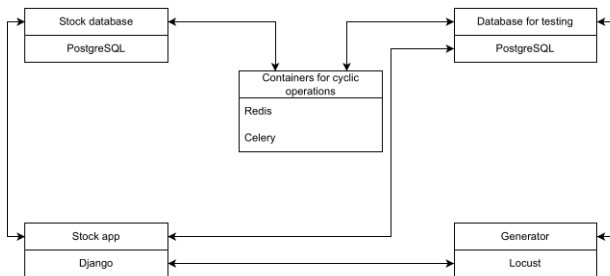 Stock database
PostgreSQL
Database for testing
PostgreSQL
Containers for cyclic
operations
Redis
Celery
Stock app
Django
Generator
Locust